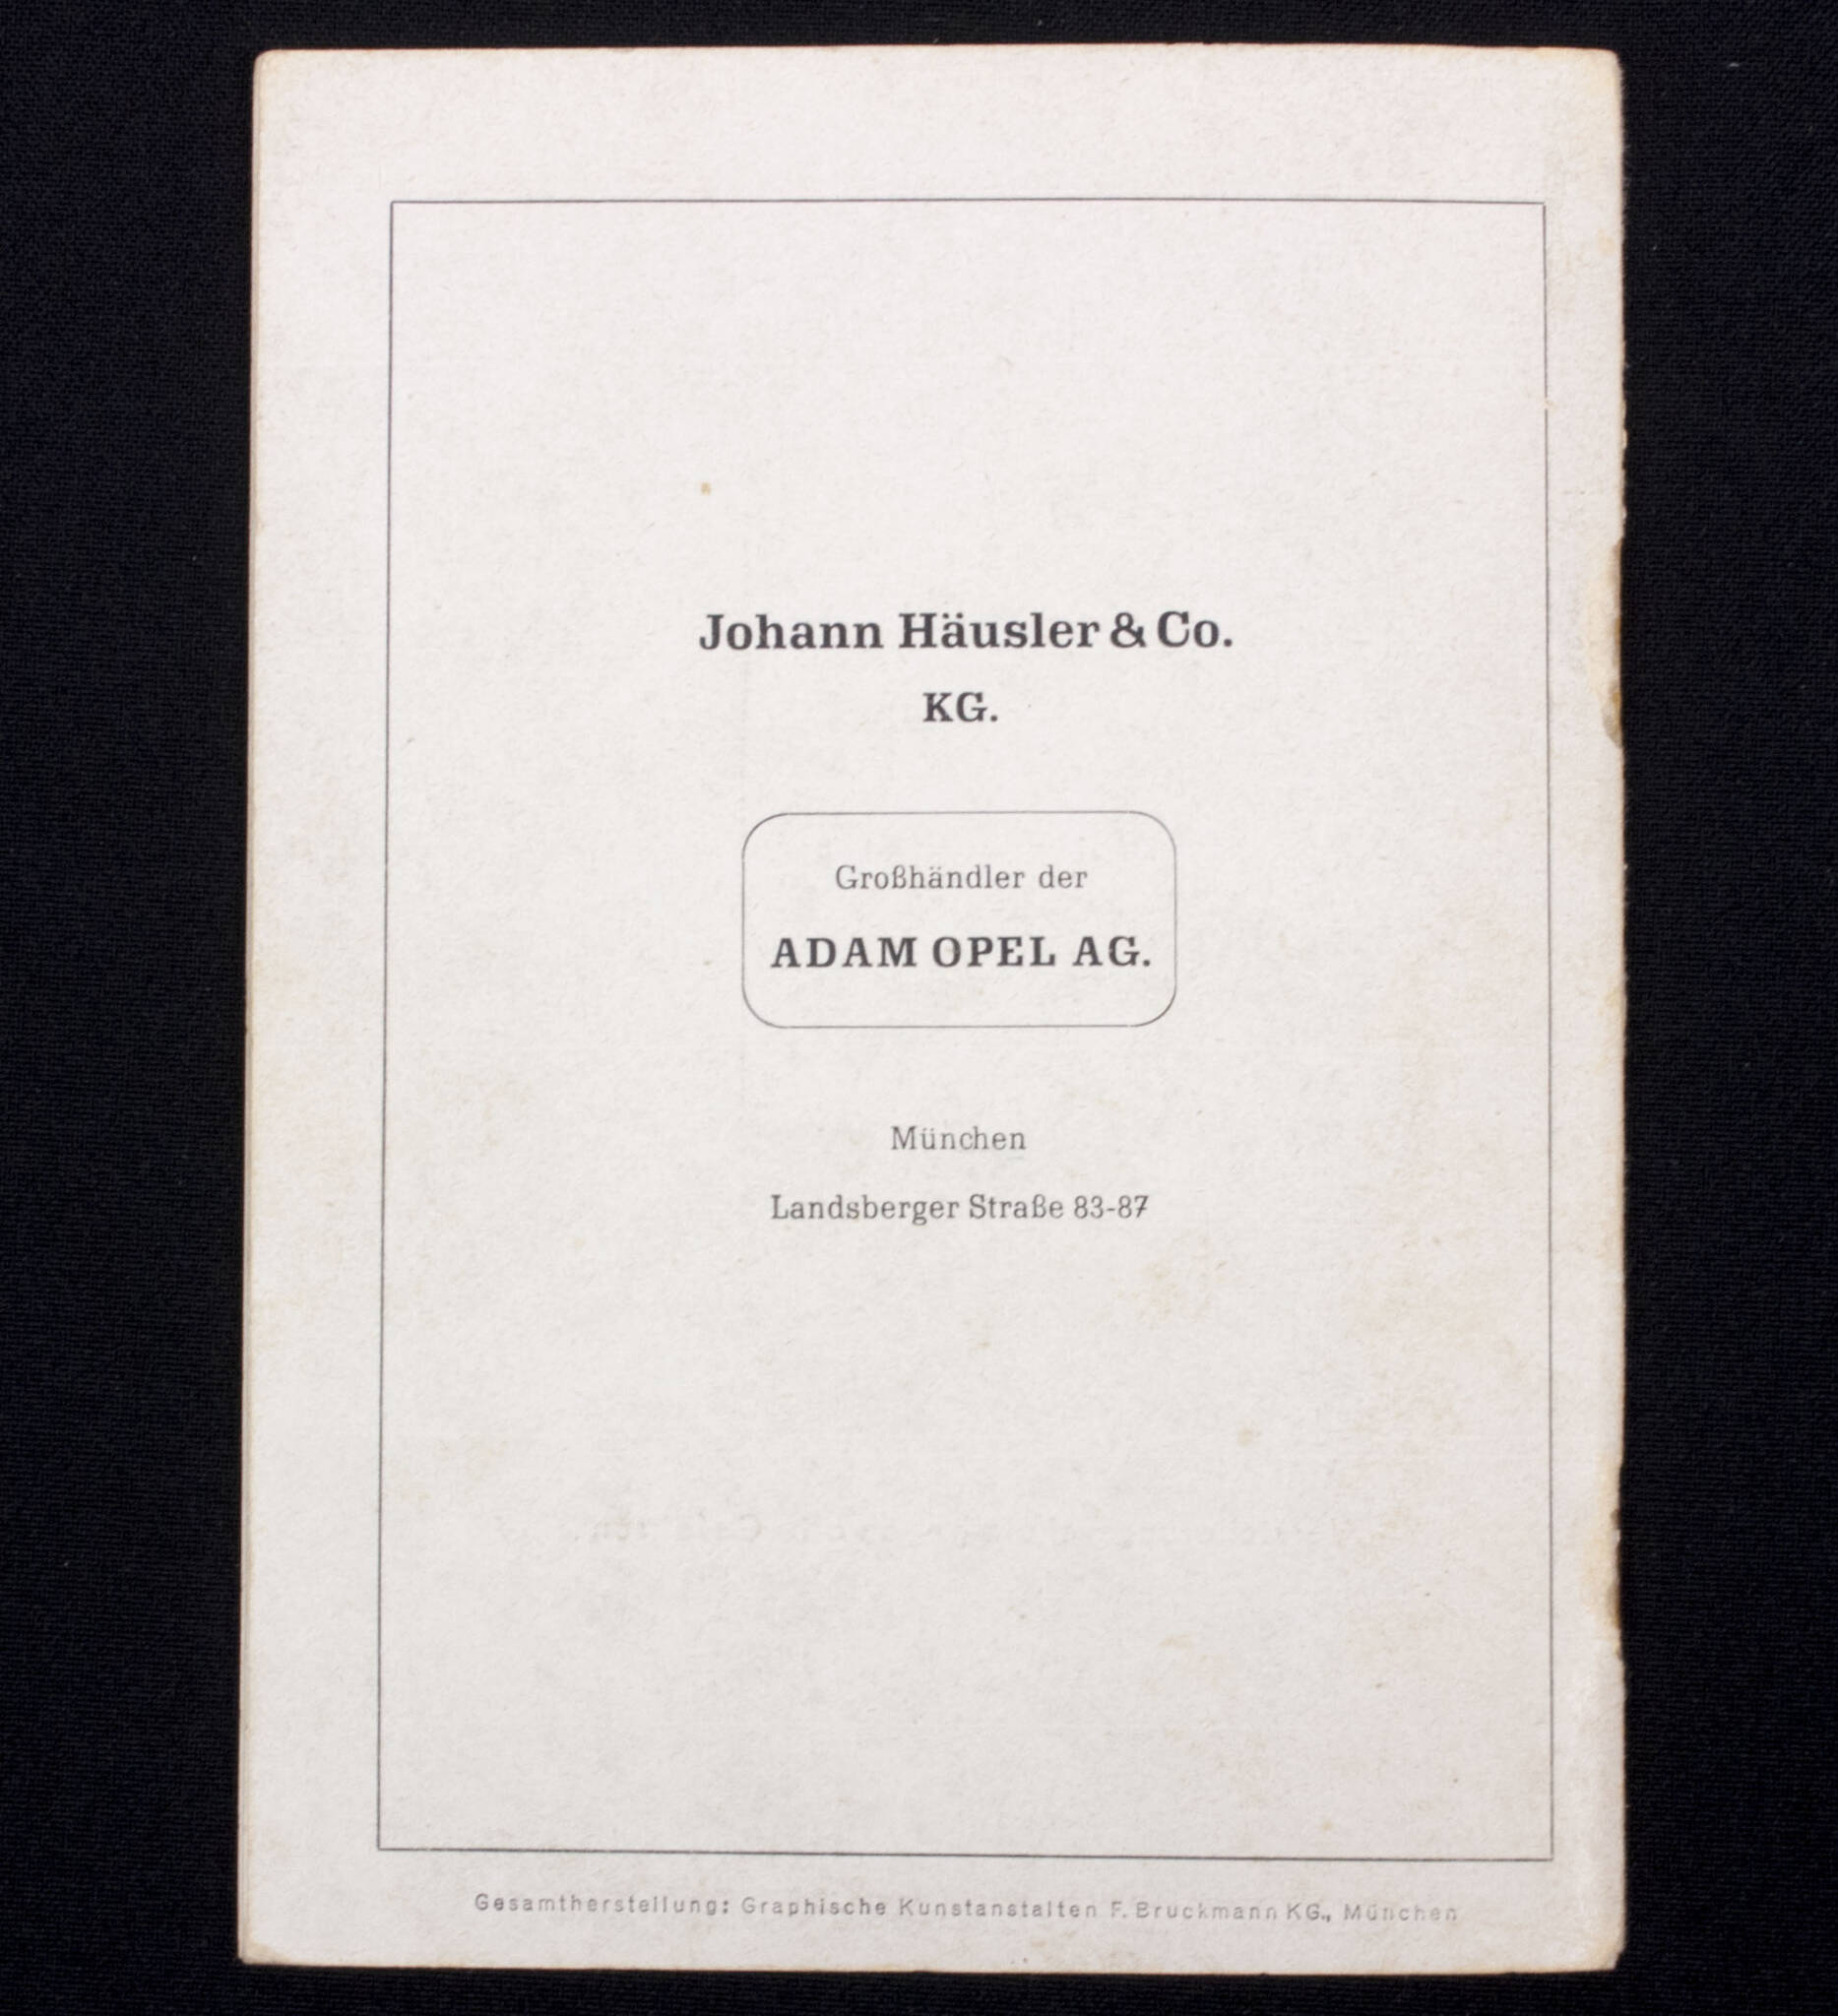 Johann Häusler & Co.
KG.
Großhändler der
ADAM OPEL AG.
München
Landsberger Straße 83-87
Gesamtherstellung: Graphische Kunstanstalten F. Bruckmann KG., München